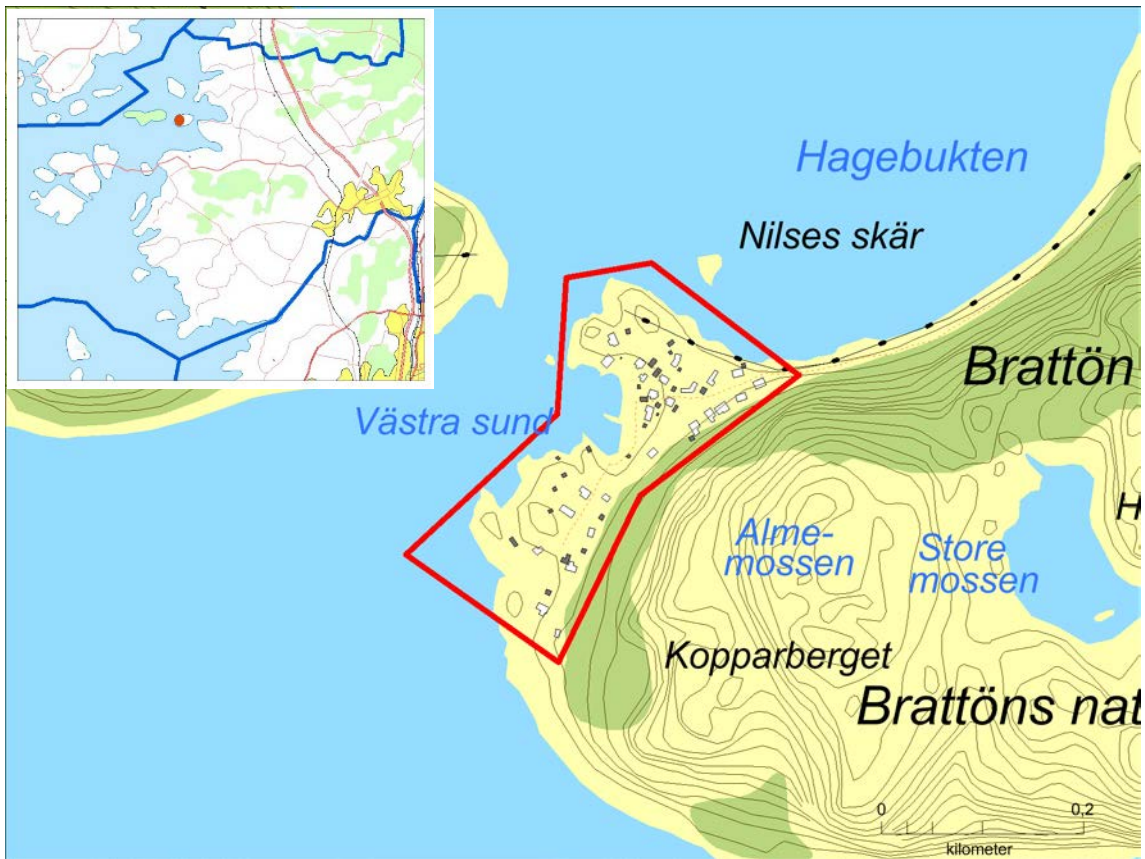 Hagebukten
Nilses skär
Brattön
Västra sund
H
Alme-
mossen
Store
mossen
Kopparberget
Brattöns nat
0 0,2
kilometer